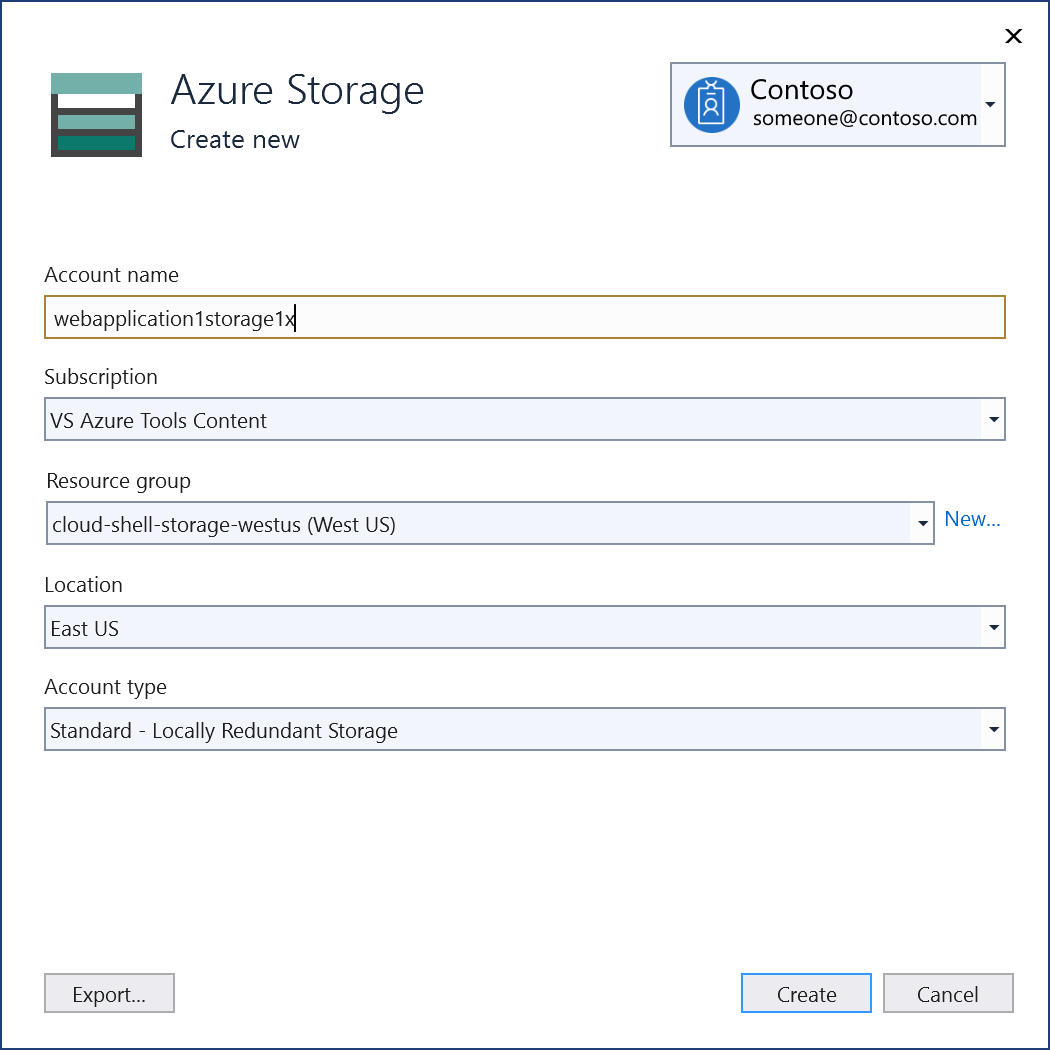 Azure Storage
Create new
Contoso
someone@contoso.com
Account name
webapplication1storage1x
Subscription
VS Azure Tools Content
Resource group
cloud-shell-storage-westus (West US)
New...
Location
East US
Account type
Standard - Locally Redundant Storage
Export...
Create
Cancel